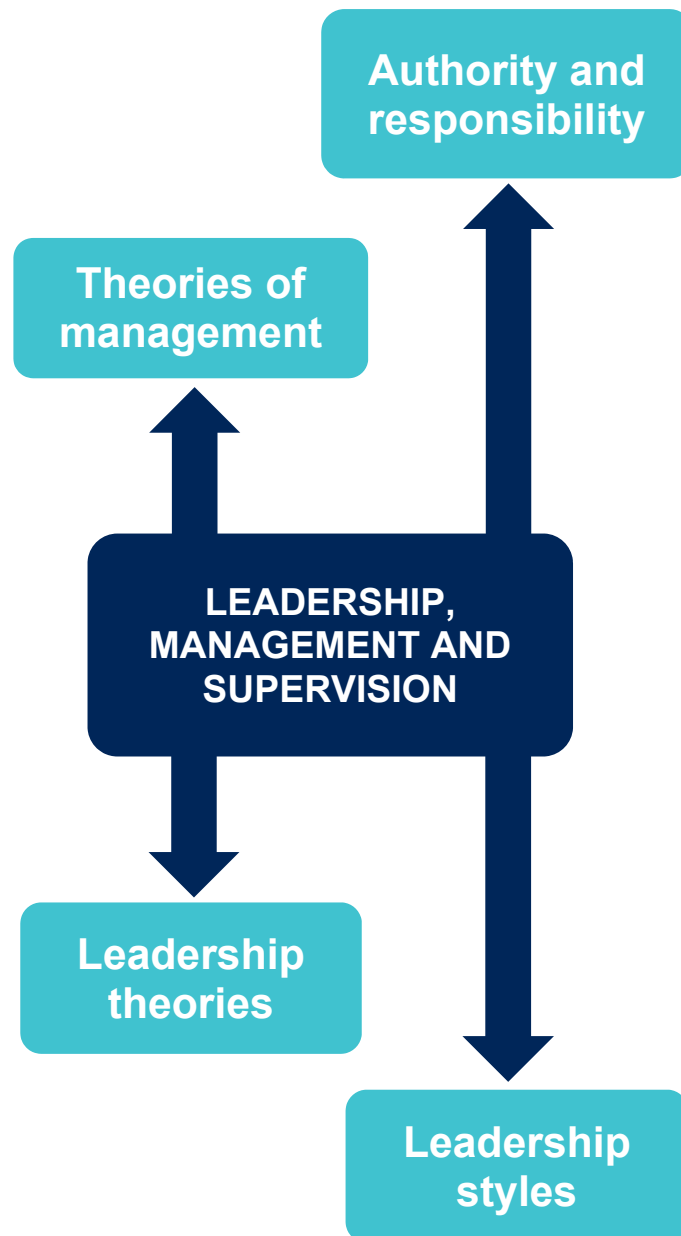 Authority and
responsibility
Theories of
management
LEADERSHIP,
MANAGEMENT AND
SUPERVISION
Leadership
theories
Leadership
styles